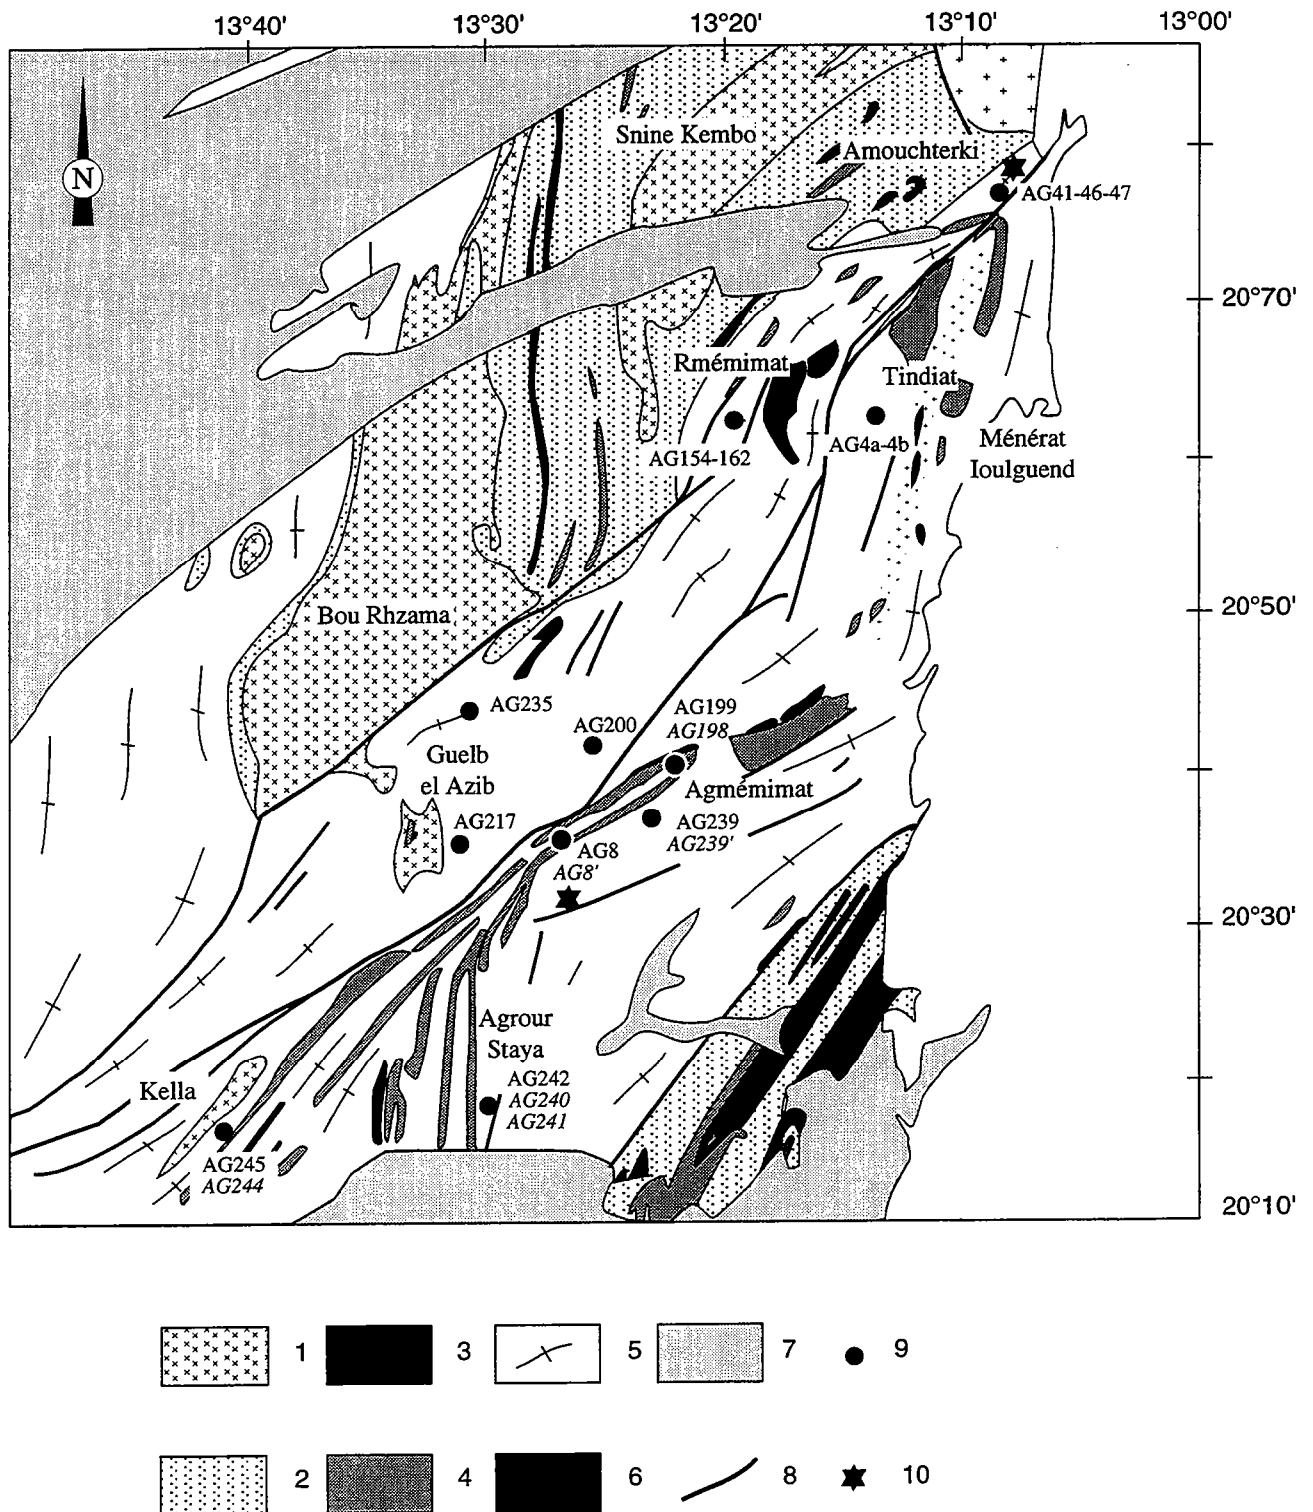 13°40'
13°30'
13°20'
13°10'
13°00'
N
Snine Kembo
Amouchterki
AG41-46-47
20°70'
Rmémimat
Tindiat
AG154-162
AG4a-4b
Ménérat
Ioulguend
Bou Rhzama
20°50'
AG235
AG199
AG198
AG200
Guelb
el Azib
Agmémimat
AG217
AG239
AG239'
AG8
AG8'
20°30'
Agrour
Staya
AG242
AG240
AG241
Kella
AG245
AG244
20°10'
1
3
5
7
9
2
4
6
8
10